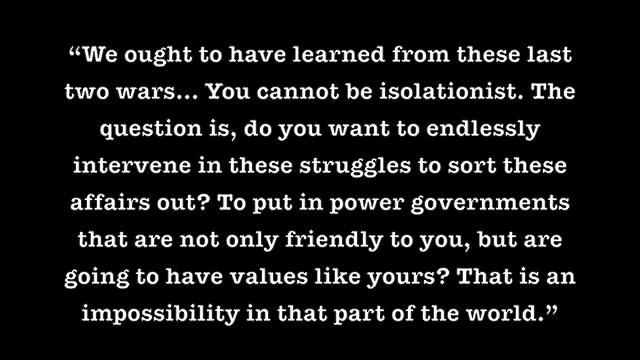 “We ought to have learned from these last
two wars... You cannot be isolationist. The
question is, do you want to endlessly
intervene in these struggles to sort these
affairs out? To put in power governments
that are not only friendly to you, but are
going to have values like yours? That is an
impossibility in that part of the world.”